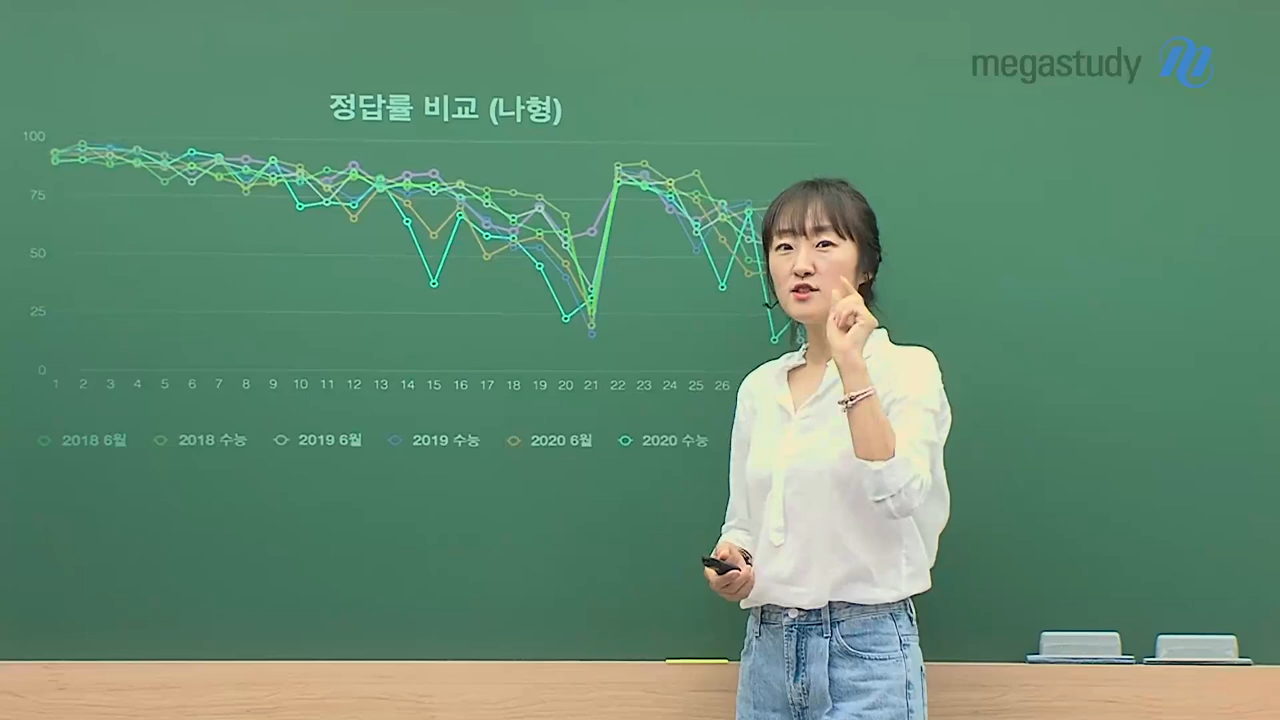 megastudy
정답률 비교 (나형)
100
75
50
25
0
1 2 3 4 5 6 7 8 9 10 11 12 13 14 15 16 17 18 19 20 21 22 23 24 25 26
2018 6월 2018 수능 2019 6월 2019 수능 2020 6월 2020 수능